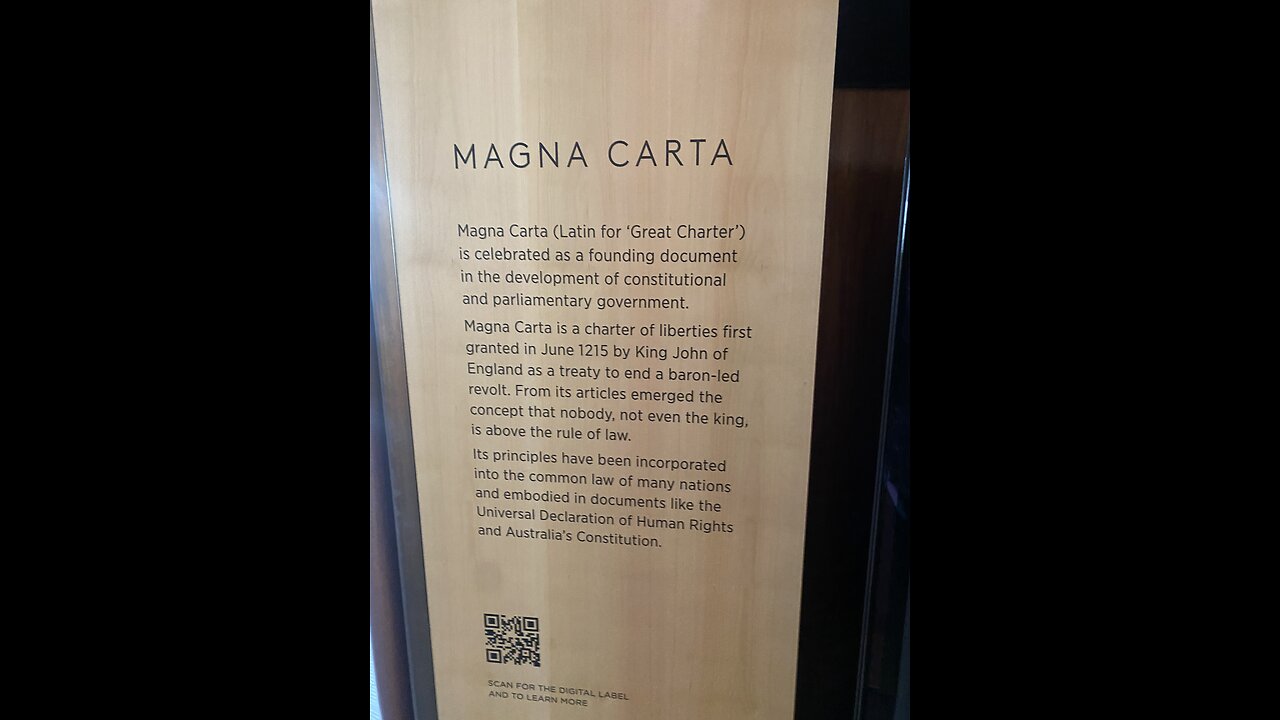 MAGNA CARTA
Magna Carta (Latin for ‘Great Charter’)
is celebrated as a founding document
in the development of constitutional
and parliamentary government.
Magna Carta is a charter of liberties first
granted in June 1215 by King John of
England as a treaty to end a baron-led
revolt. From its articles emerged the
concept that nobody, not even the king,
is above the rule of law.
Its principles have been incorporated
into the common law of many nations
and embodied in documents like the
Universal Declaration of Human Rights
and Australia’s Constitution.
SCAN FOR THE DIGITAL LABEL
AND TO LEARN MORE